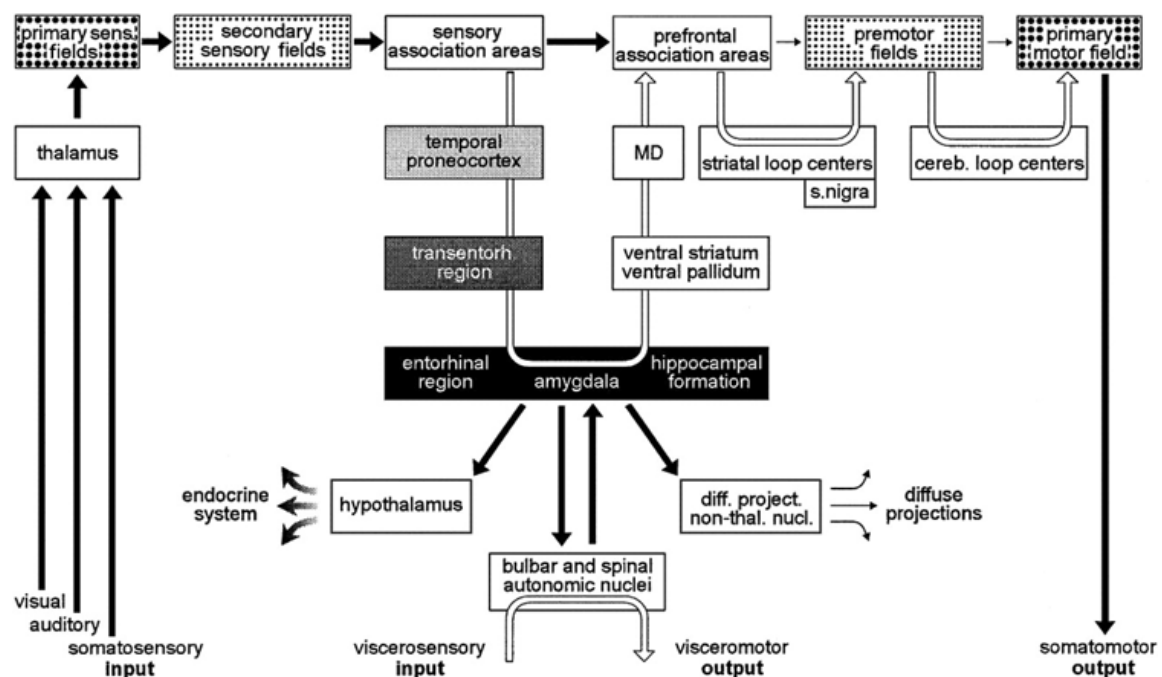 primary sens.
fields
secondary
sensory fields
sensory
association areas
prefrontal
association areas
premotor
fields
primary
motor field
thalamus
temporal
proneocortex
MD
striatal loop centers
s.nigra
cereb. loop centers
transentorh.
region
ventral striatum
ventral pallidum
entorhinal
region
amygdala
hippocampal
formation
endocrine
system
hypothalamus
diff. project.
non-thal. nucl.
diffuse
projections
bulbar and spinal
autonomic nuclei
visual
auditory
somatosensory
input
viscerosensory
input
visceromotor
output
somatomotor
output